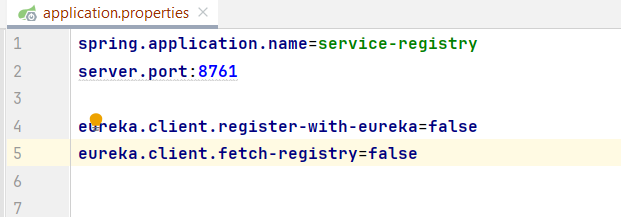 application.properties
1 spring.application.name=service-registry
2 server.port:8761
3
4 eureka.client.register-with-eureka=false
5 eureka.client.fetch-registry=false
6
7